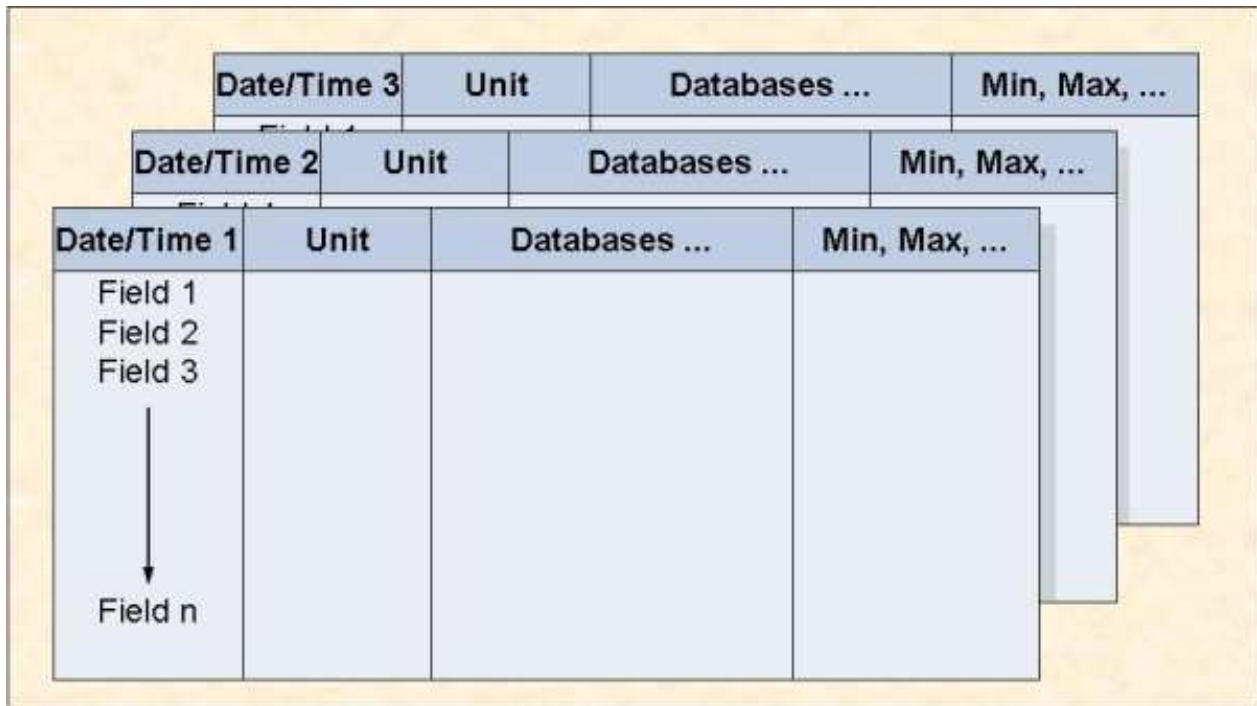 Date/Time 3 Unit Databases ... Min, Max, ...
Date/Time 2 Unit Databases ... Min, Max, ...
Date/Time 1 Unit Databases ... Min, Max, ...
Field 1
Field 2
Field 3
Field n